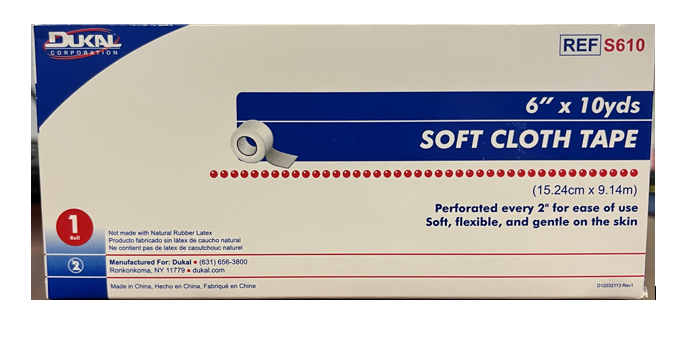 DUKAL
CORPORATION
REF S610
6" x 10yds
SOFT CLOTH TAPE
(15.24cm x 9.14m)
Perforated every 2" for ease of use
Soft, flexible, and gentle on the skin
1
Roll
Not made with Natural Rubber Latex
Producto fabricado sin látex de caucho natural
Ne contient pas de latex de caoutchouc naturel
2
Manufactured For: Dukal • (631) 656-3800
Ronkonkoma, NY 11779 • dukal.com
Made in China, Hecho en China, Fabriqué en Chine
D12032113 Rev1